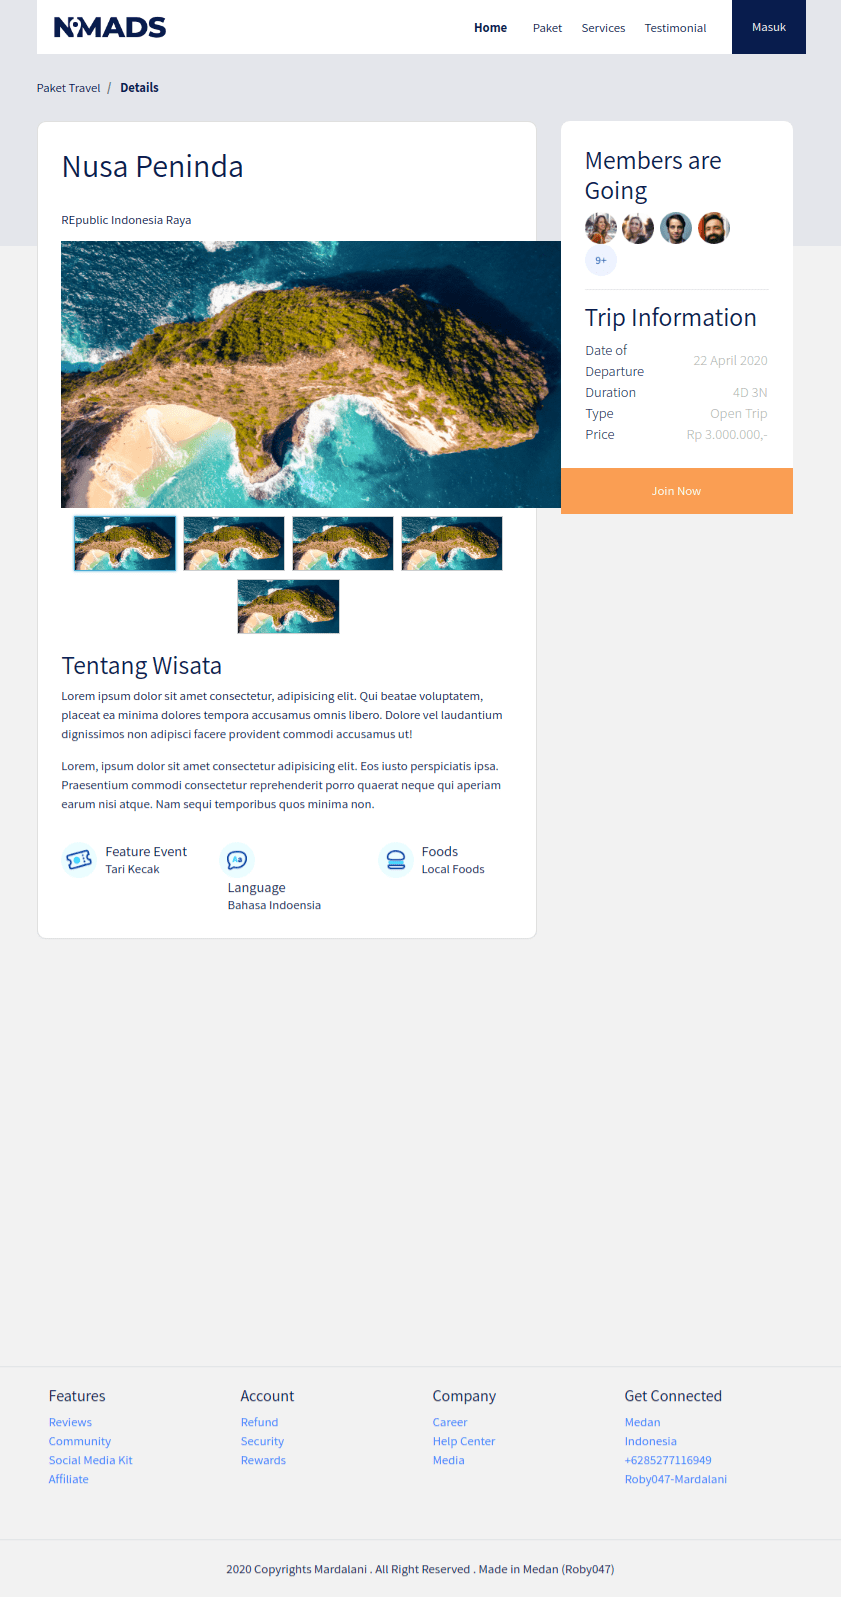 NOMADS
Home Paket Services Testimonial Masuk
Paket Travel / Details
Nusa Peninda
REpublic Indonesia Raya
Members are
Going
9+
Trip Information
Date of
Departure 22 April 2020
Duration 4D 3N
Type Open Trip
Price Rp 3.000.000,-
Join Now
Tentang Wisata
Lorem ipsum dolor sit amet consectetur, adipisicing elit. Qui beatae voluptatem,
placeat ea minima dolores tempora accusamus omnis libero. Dolore vel laudantium
dignissimos non adipisci facere provident commodi accusamus ut!
Lorem, ipsum dolor sit amet consectetur adipisicing elit. Eos iusto perspiciatis ipsa.
Praesentium commodi consectetur reprehenderit porro quaerat neque qui aperiam
earum nisi atque. Nam sequi temporibus quos minima non.
Feature Event
Tari Kecak
Aa
Language
Bahasa Indoensia
Foods
Local Foods
Features
Reviews
Community
Social Media Kit
Affiliate
Account
Refund
Security
Rewards
Company
Career
Help Center
Media
Get Connected
Medan
Indonesia
+6285277116949
Roby047-Mardalani
2020 Copyrights Mardalani . All Right Reserved . Made in Medan (Roby047)